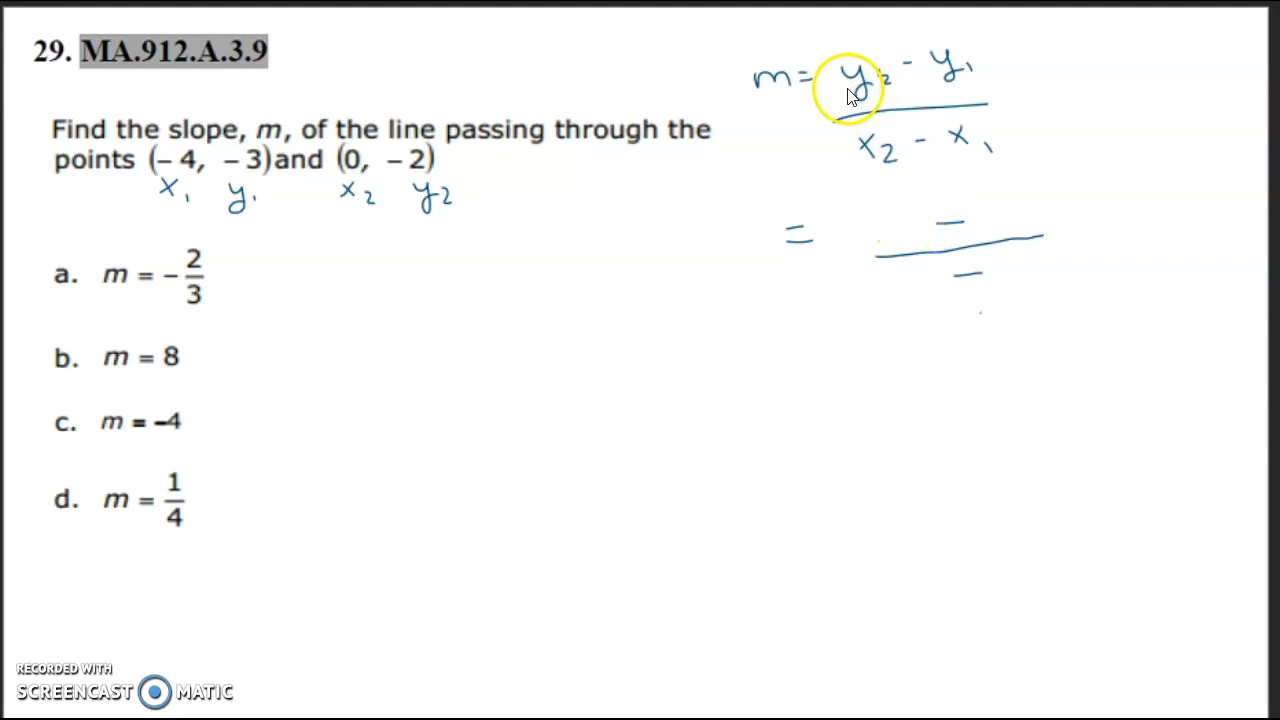 29. MA.912.A.3.9
m = y2 - y1
x2 - x1
Find the slope, m, of the line passing through the
points (– 4, – 3) and (0, – 2)
x1 y1 x2 y2
= -
-
a. m = – 2/3
b. m = 8
c. m = –4
d. m = 1/4
RECORDED WITH
SCREENCAST MATIC